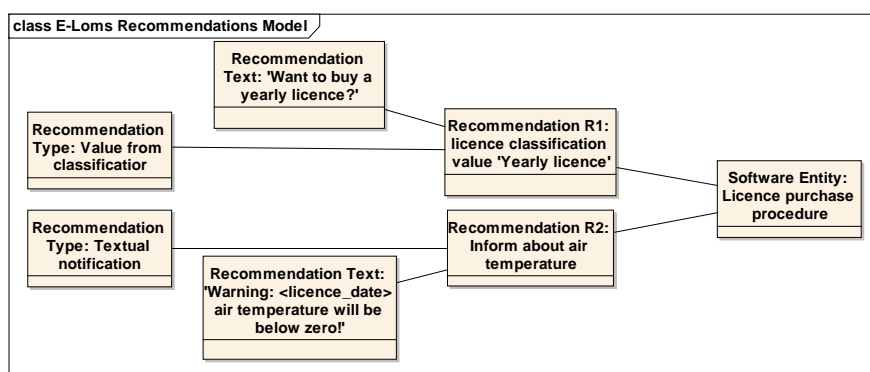 class E-Loms Recommendations Model
Recommendation
Text: 'Want to buy a
yearly licence?'
Recommendation
Type: Value from
classificatior
Recommendation R1:
licence classification
value 'Yearly licence'
Software Entity:
Licence purchase
procedure
Recommendation
Type: Textual
notification
Recommendation R2:
Inform about air
temperature
Recommendation Text:
'Warning: <licence_date>
air temperature will be
below zero!'